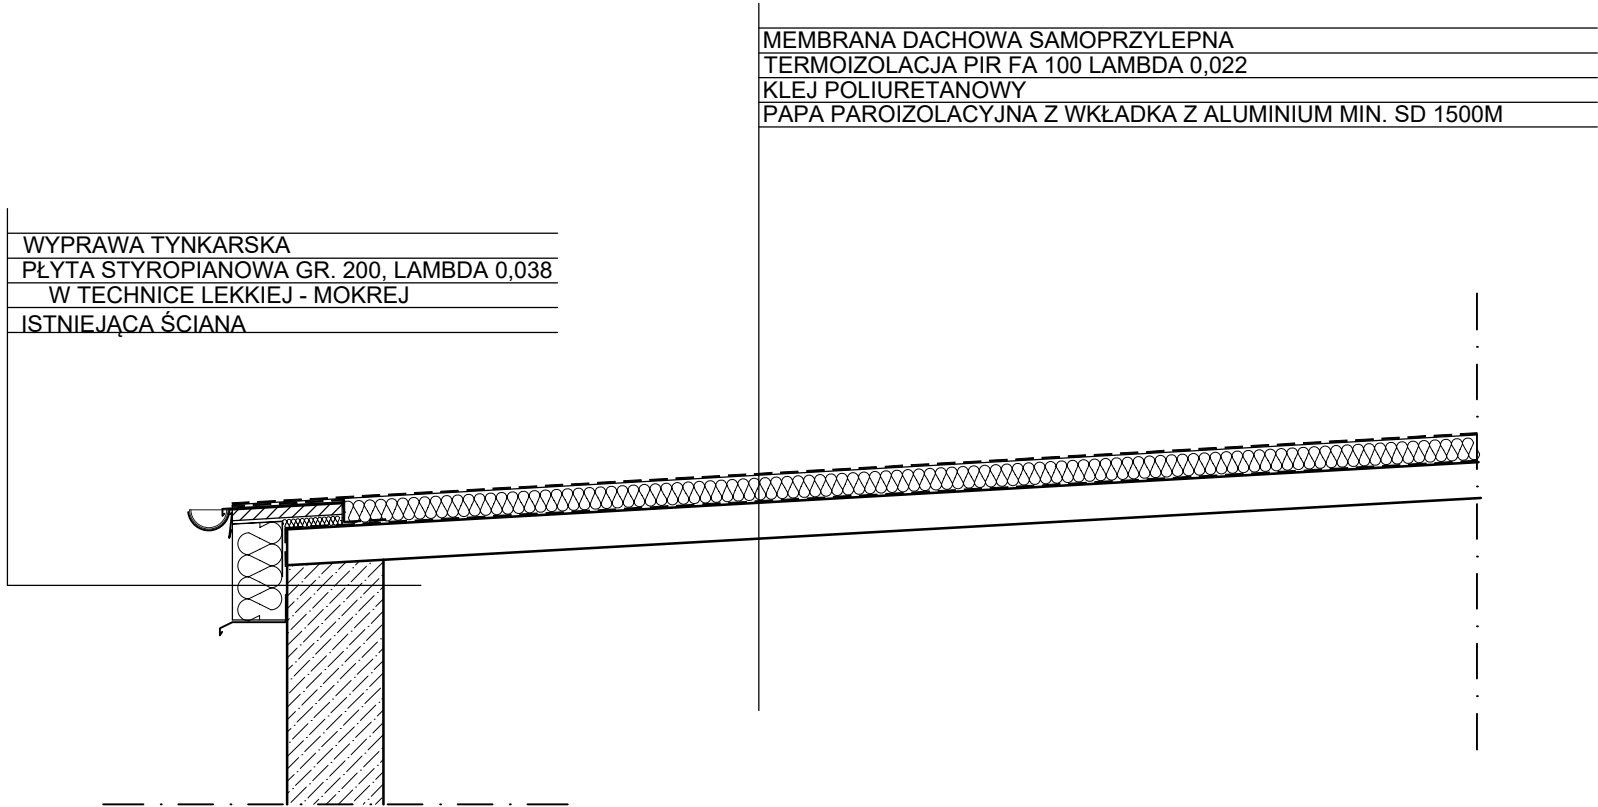 MEMBRANA DACHOWA SAMOPRZYLEPNA
TERMOIZOLACJA PIR FA 100 LAMBDA 0,022
KLEJ POLIURETANOWY
PAPA PAROIZOLACYJNA Z WKŁADKA Z ALUMINIUM MIN. SD 1500M
WYPRAWA TYNKARSKA
PŁYTA STYROPIANOWA GR. 200, LAMBDA 0,038
W TECHNICE LEKKIEJ - MOKREJ
ISTNIEJĄCA ŚCIANA